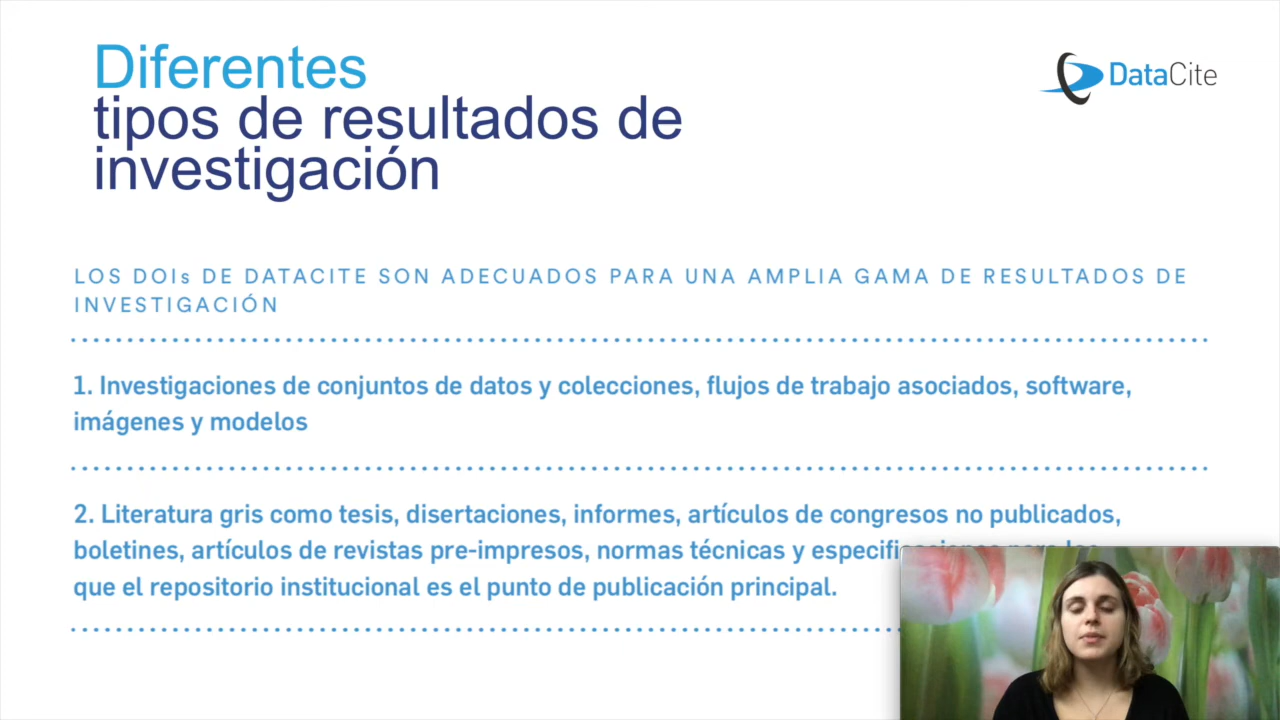 Diferentes
tipos de resultados de
investigación
DataCite
LOS DOIs DE DATACITE SON ADECUADOS PARA UNA AMPLIA GAMA DE RESULTADOS DE
INVESTIGACIÓN
1. Investigaciones de conjuntos de datos y colecciones, flujos de trabajo asociados, software,
imágenes y modelos
2. Literatura gris como tesis, disertaciones, informes, artículos de congresos no publicados,
boletines, artículos de revistas pre-impresos, normas técnicas y
que el repositorio institucional es el punto de publicación principal.